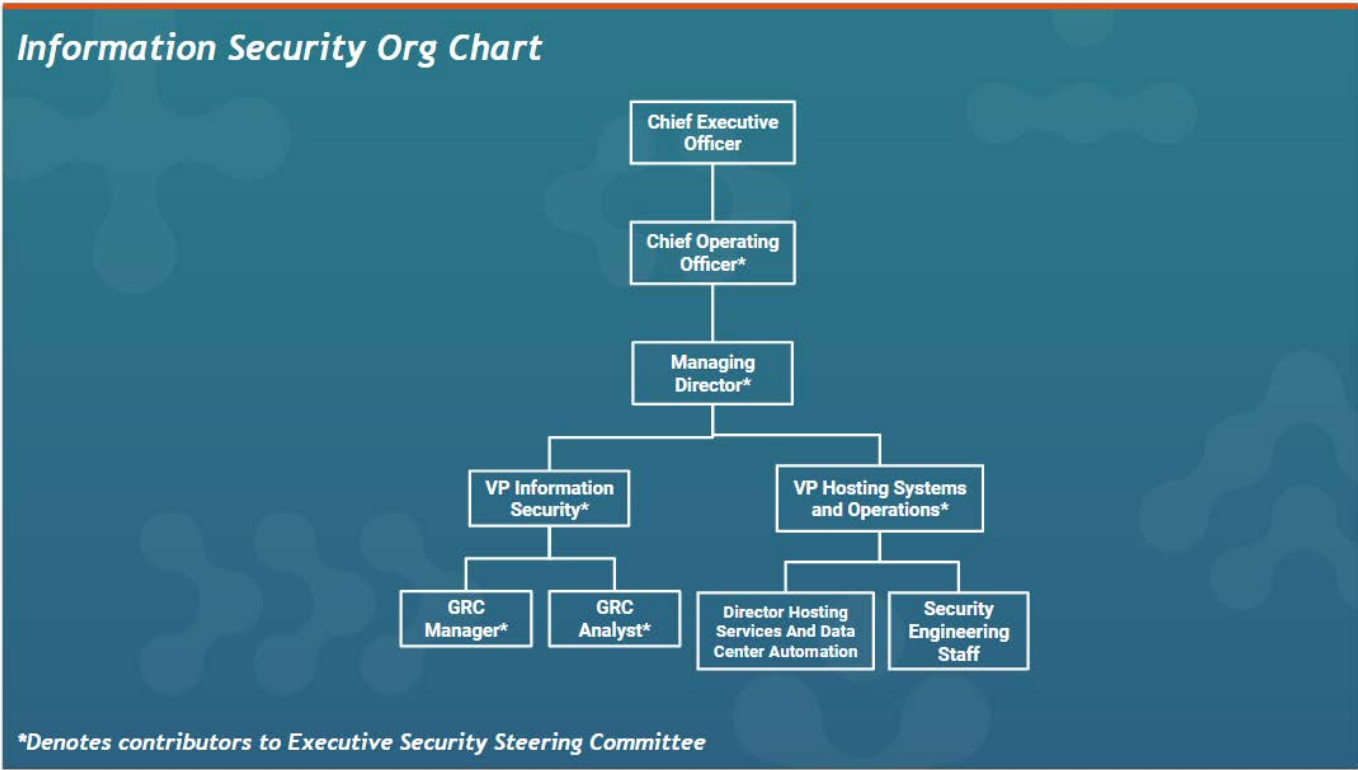 Information Security Org Chart
Chief Executive
Officer
Chief Operating
Officer*
Managing
Director*
VP Information
Security*
VP Hosting Systems
and Operations*
GRC
Manager*
GRC
Analyst*
Director Hosting
Services And Data
Center Automation
Security
Engineering
Staff
*Denotes contributors to Executive Security Steering Committee